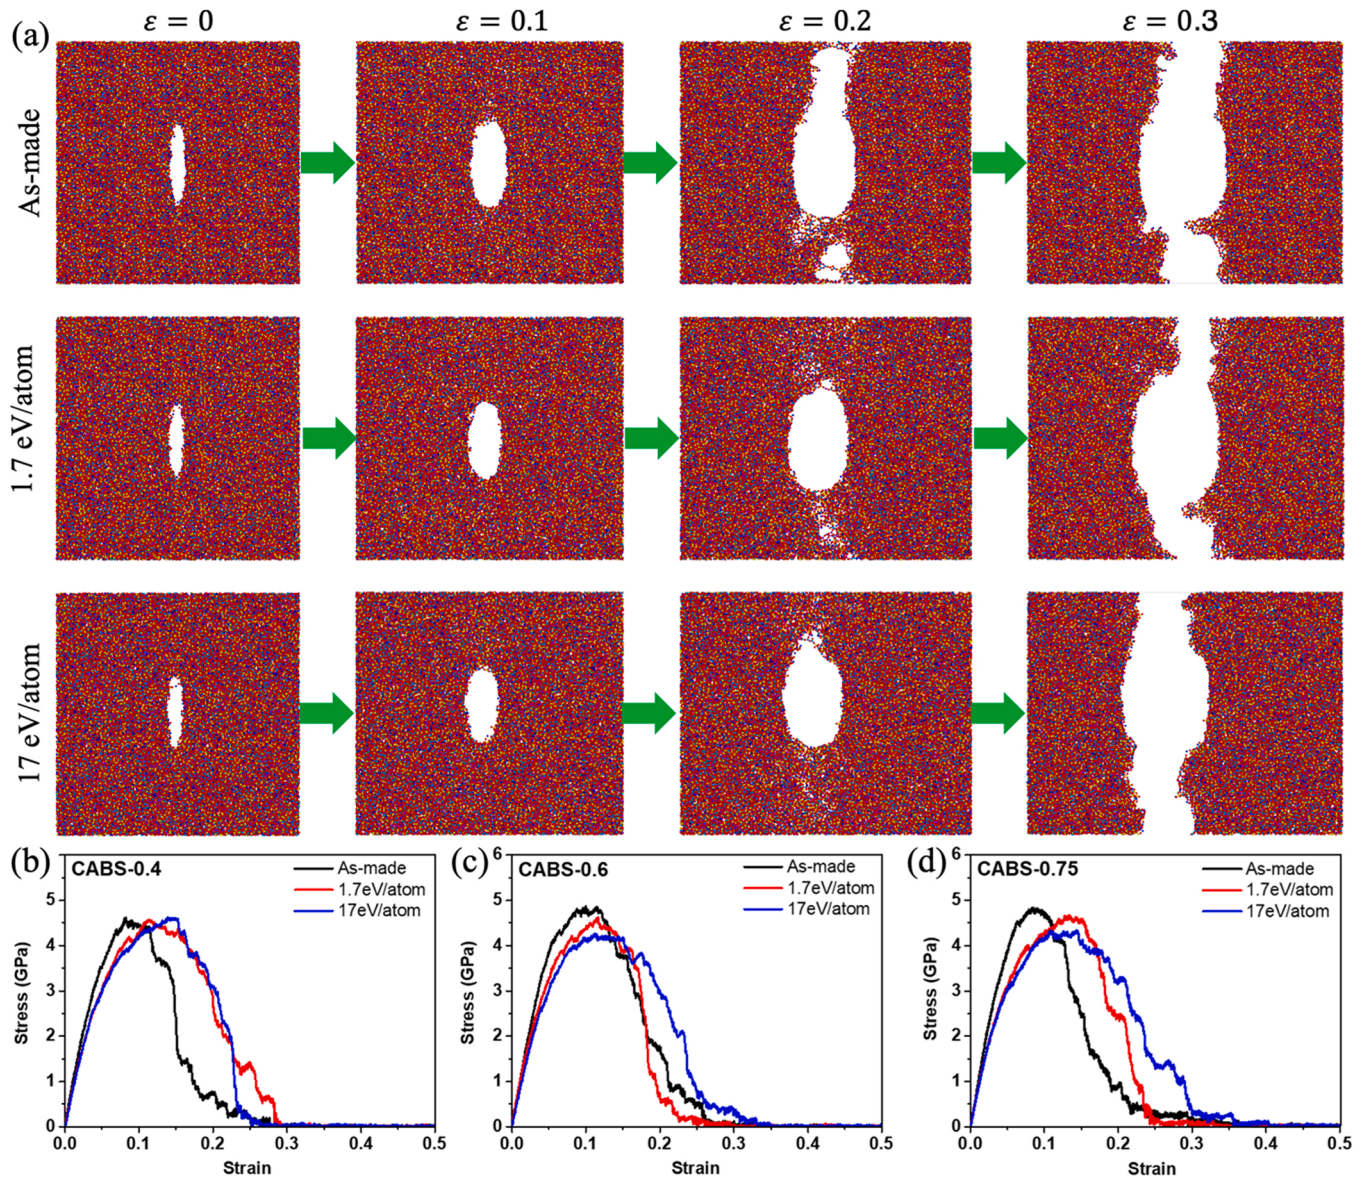 (a)
ε = 0
ε = 0.1
ε = 0.2
ε = 0.3
As-made
1.7 eV/atom
17 eV/atom
(b)
CABS-0.4
As-made
1.7eV/atom
17eV/atom
Stress (GPa)
5
4
3
2
1
0
0.0 0.1 0.2 0.3 0.4 0.5
Strain
(c)
CABS-0.6
As-made
1.7eV/atom
17eV/atom
Stress (GPa)
6
5
4
3
2
1
0
0.0 0.1 0.2 0.3 0.4 0.5
Strain
(d)
CABS-0.75
As-made
1.7eV/atom
17eV/atom
Stress (GPa)
6
5
4
3
2
1
0
0.0 0.1 0.2 0.3 0.4 0.5
Strain